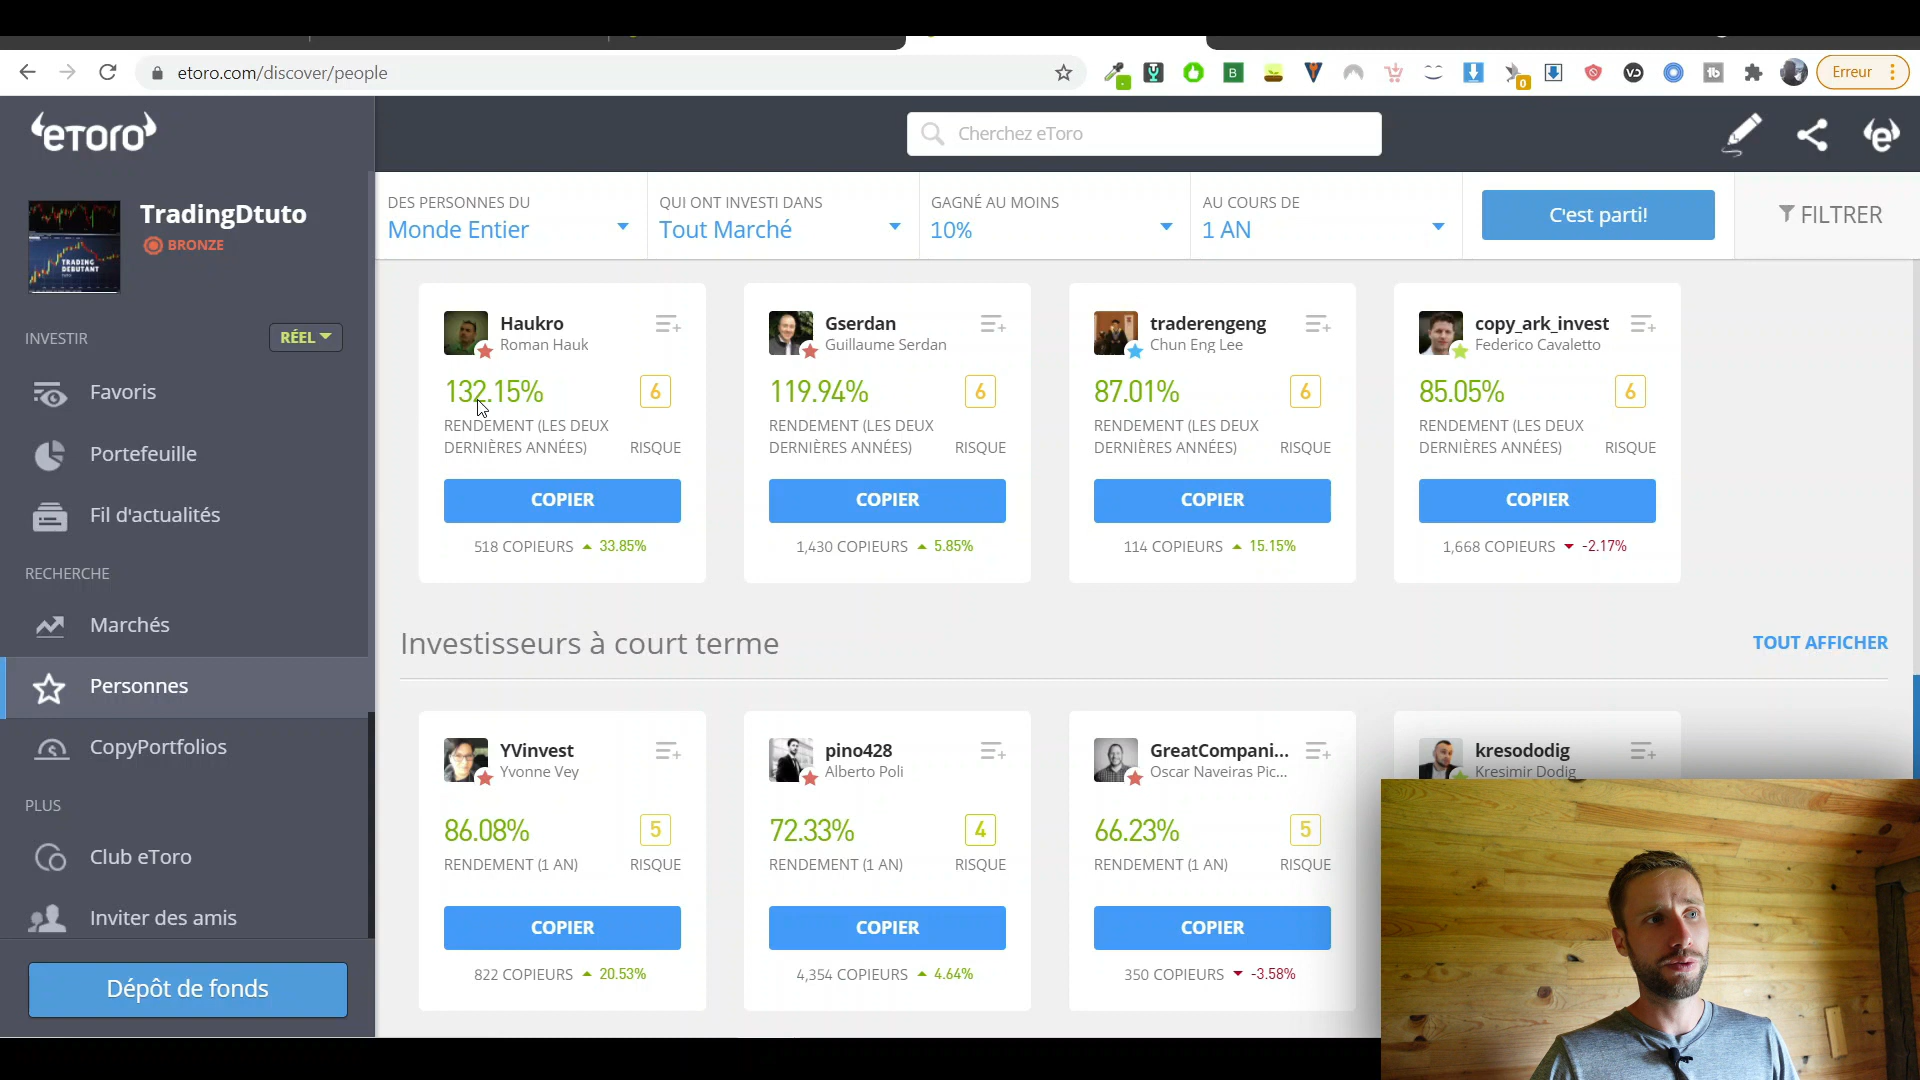 etoro.com/discover/people
Erreur
eToro
Cherchez eToro
TradingDtuto
BRONZE
TRADING
DEBUTANT
DES PERSONNES DU
Monde Entier
QUI ONT INVESTI DANS
Tout Marché
GAGNÉ AU MOINS
10%
AU COURS DE
1 AN
C'est parti!
FILTRER
INVESTIR
RÉEL
Favoris
Portefeuille
Fil d'actualités
RECHERCHE
Marchés
Personnes
CopyPortfolios
PLUS
Club eToro
Inviter des amis
Dépôt de fonds
Haukro
Roman Hauk
132.15%
6
RENDEMENT (LES DEUX
DERNIÈRES ANNÉES)
RISQUE
COPIER
518 COPIEURS 33.85%
Gserdan
Guillaume Serdan
119.94%
6
RENDEMENT (LES DEUX
DERNIÈRES ANNÉES)
RISQUE
COPIER
1,430 COPIEURS 5.85%
traderengeng
Chun Eng Lee
87.01%
6
RENDEMENT (LES DEUX
DERNIÈRES ANNÉES)
RISQUE
COPIER
114 COPIEURS 15.15%
copy_ark_invest
Federico Cavaletto
85.05%
6
RENDEMENT (LES DEUX
DERNIÈRES ANNÉES)
RISQUE
COPIER
1,668 COPIEURS -2.17%
Investisseurs à court terme
TOUT AFFICHER
YVinvest
Yvonne Vey
86.08%
5
RENDEMENT (1 AN)
RISQUE
COPIER
822 COPIEURS 20.53%
pino428
Alberto Poli
72.33%
4
RENDEMENT (1 AN)
RISQUE
COPIER
4,354 COPIEURS 4.64%
GreatCompani...
Oscar Naveiras Pic...
66.23%
5
RENDEMENT (1 AN)
RISQUE
COPIER
350 COPIEURS -3.58%
kresododig
Kresimir Dodig